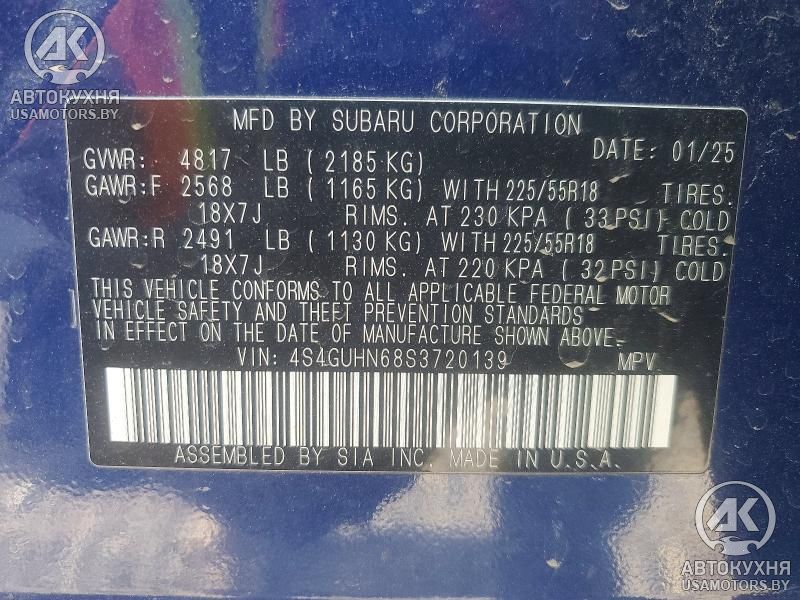 AK
АВТОКУХНЯ
USAMOTORS.BY
MFD BY SUBARU CORPORATION
GVWR: 4817 LB (2185 KG) DATE: 01/25
GAWR:F 2568 LB (1165 KG) WITH 225/55R18 TIRES.
18X7J RIMS. AT 230 KPA (33 PSI) COLD
GAWR:R 2491 LB (1130 KG) WITH 225/55R18 TIRES.
18X7J RIMS. AT 220 KPA (32 PSI) COLD
THIS VEHICLE CONFORMS TO ALL APPLICABLE FEDERAL MOTOR
VEHICLE SAFETY AND THEFT PREVENTION STANDARDS
IN EFFECT ON THE DATE OF MANUFACTURE SHOWN ABOVE.
VIN: 4S4GUHN68S3720139 MPV
ASSEMBLED BY SIA INC. MADE IN U.S.A.
AK
АВТОКУХНЯ
USAMOTORS.BY